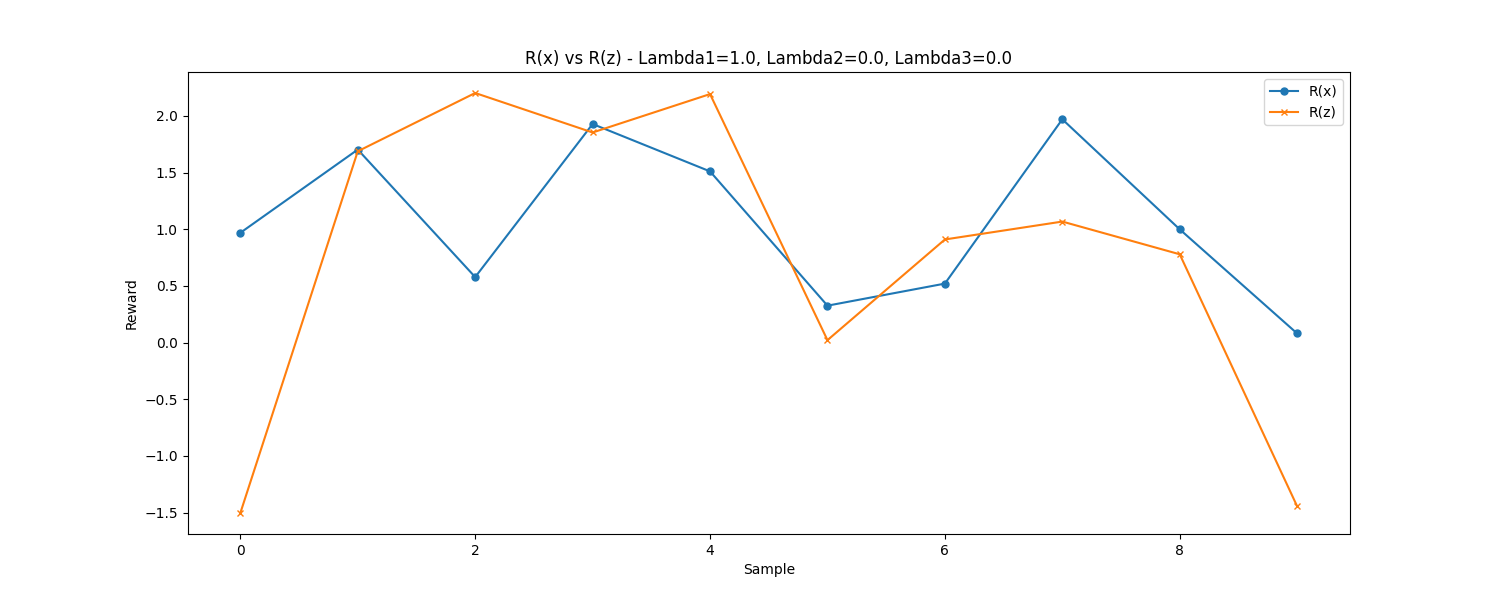 R(x) vs R(z) - Lambda1=1.0, Lambda2=0.0, Lambda3=0.0
R(x)
R(z)
2.0
1.5
1.0
0.5
0.0
−0.5
−1.0
−1.5
Reward
0 2 4 6 8
Sample